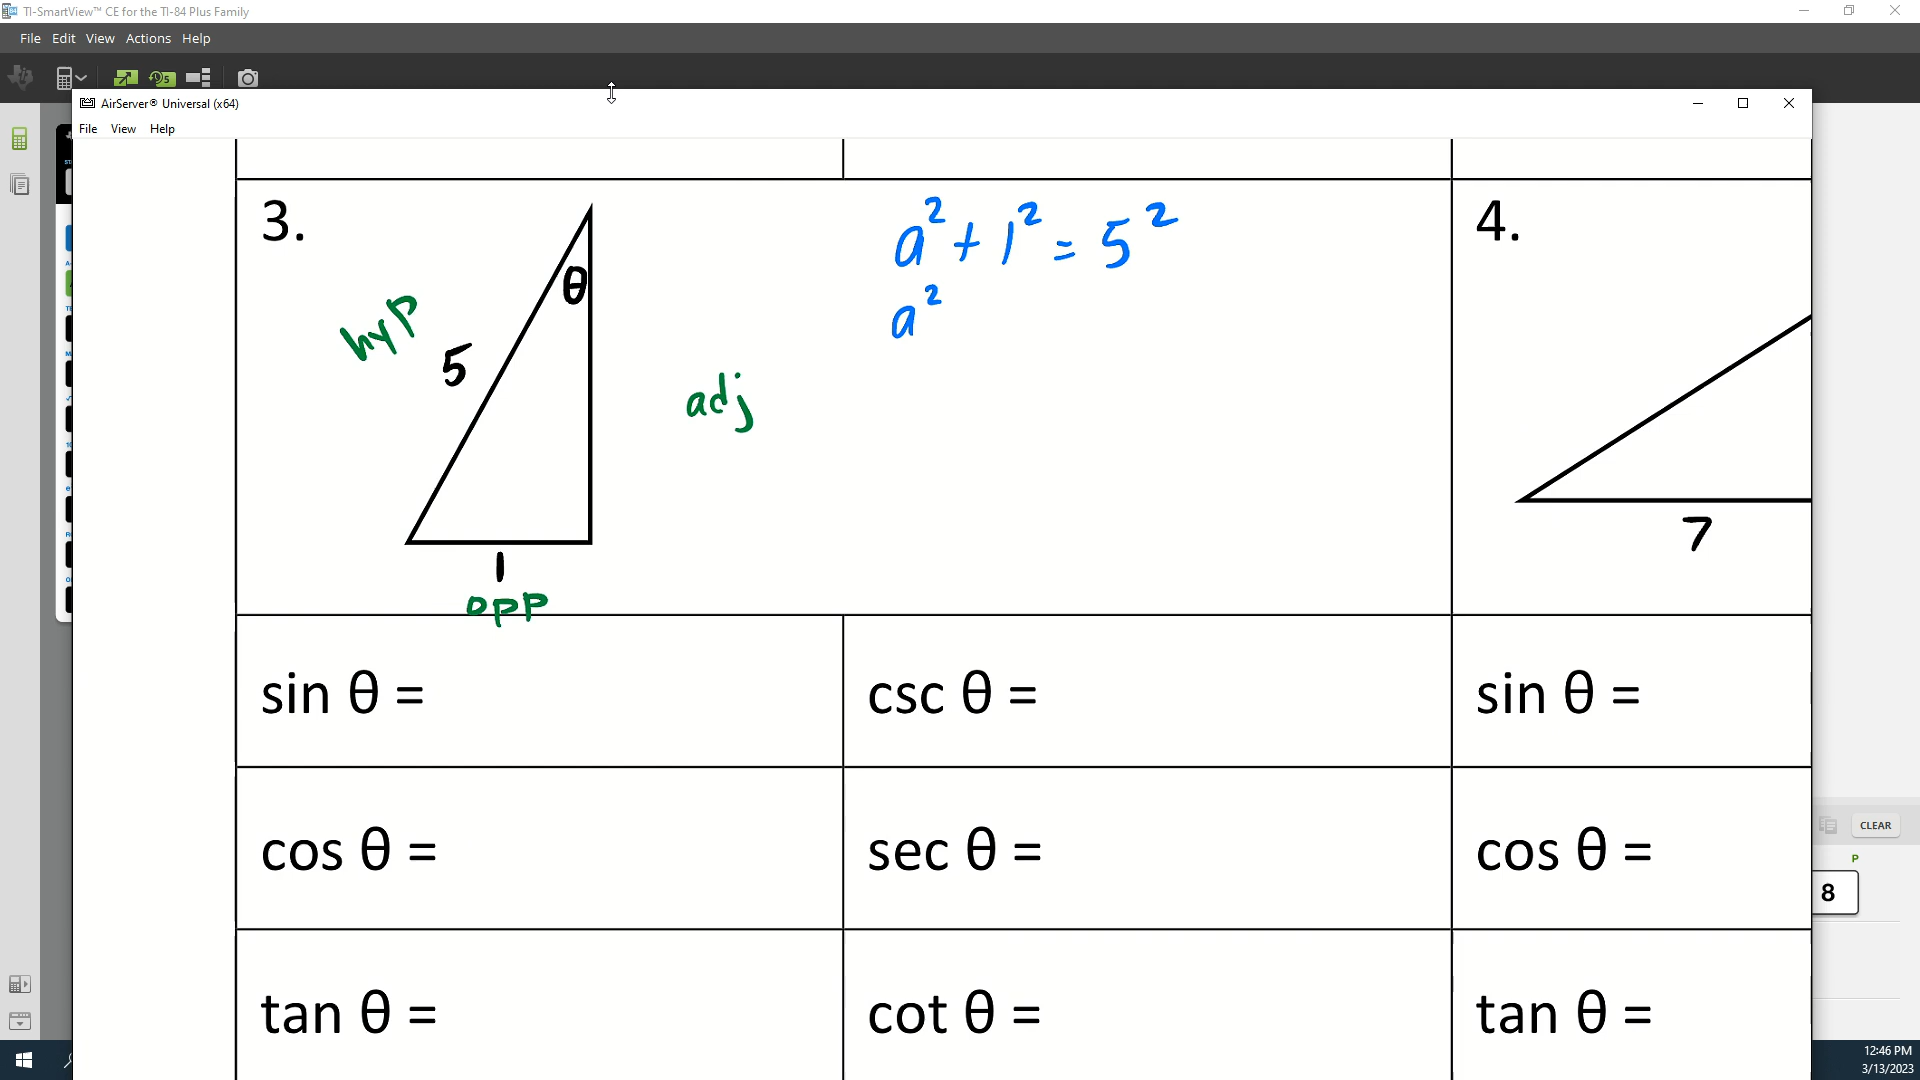 TI-SmartView™ CE for the TI-84 Plus Family
File Edit View Actions Help
AirServer® Universal (x64)
File View Help
3.
θ
hyp
5
adj
1
opp
a² + 1² = 5²
a²
4.
7
sin θ =
csc θ =
sin θ =
cos θ =
sec θ =
cos θ =
tan θ =
cot θ =
tan θ =
CLEAR
P
8
12:46 PM
3/13/2023